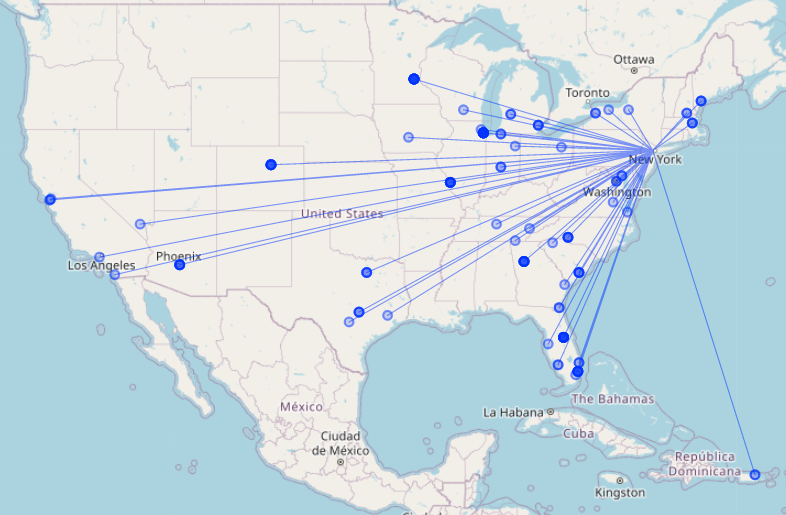 Ottawa
Toronto
New York
Washington
United States
Phoenix
Los Angeles
México
The Bahamas
La Habana
Cuba
Ciudad
de México
República
Dominicana
Kingston